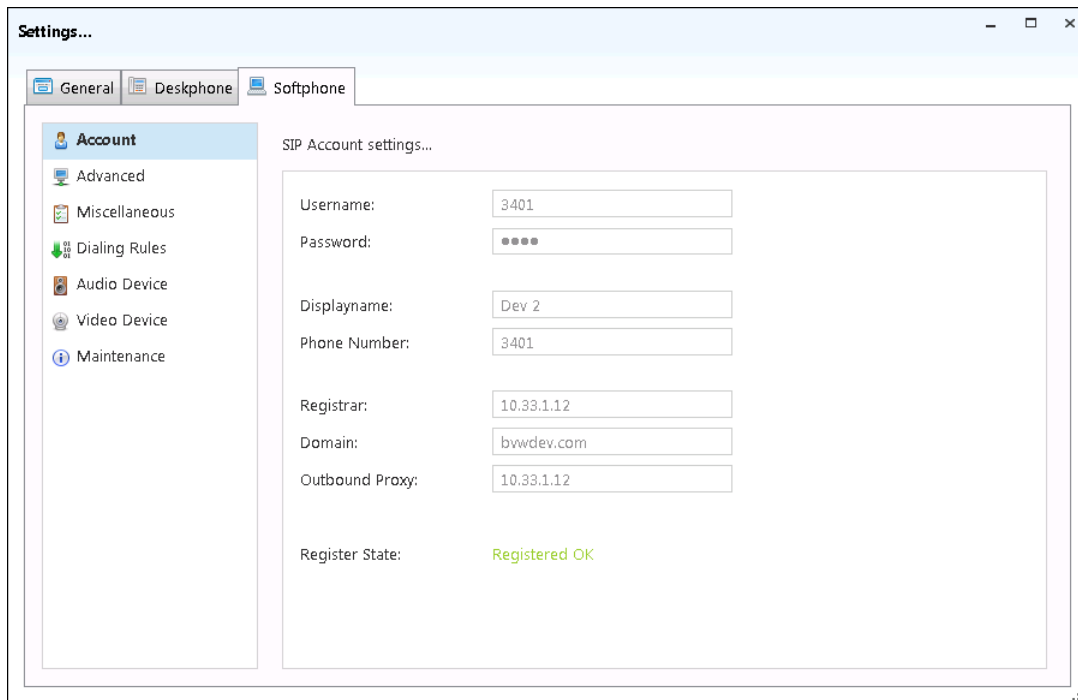 Settings...
General
Deskphone
Softphone
Account
Advanced
Miscellaneous
Dialing Rules
Audio Device
Video Device
Maintenance
SIP Account settings...
Username: 3401
Password: ●●●●
Displayname: Dev 2
Phone Number: 3401
Registrar: 10.33.1.12
Domain: bvwdev.com
Outbound Proxy: 10.33.1.12
Register State: Registered OK